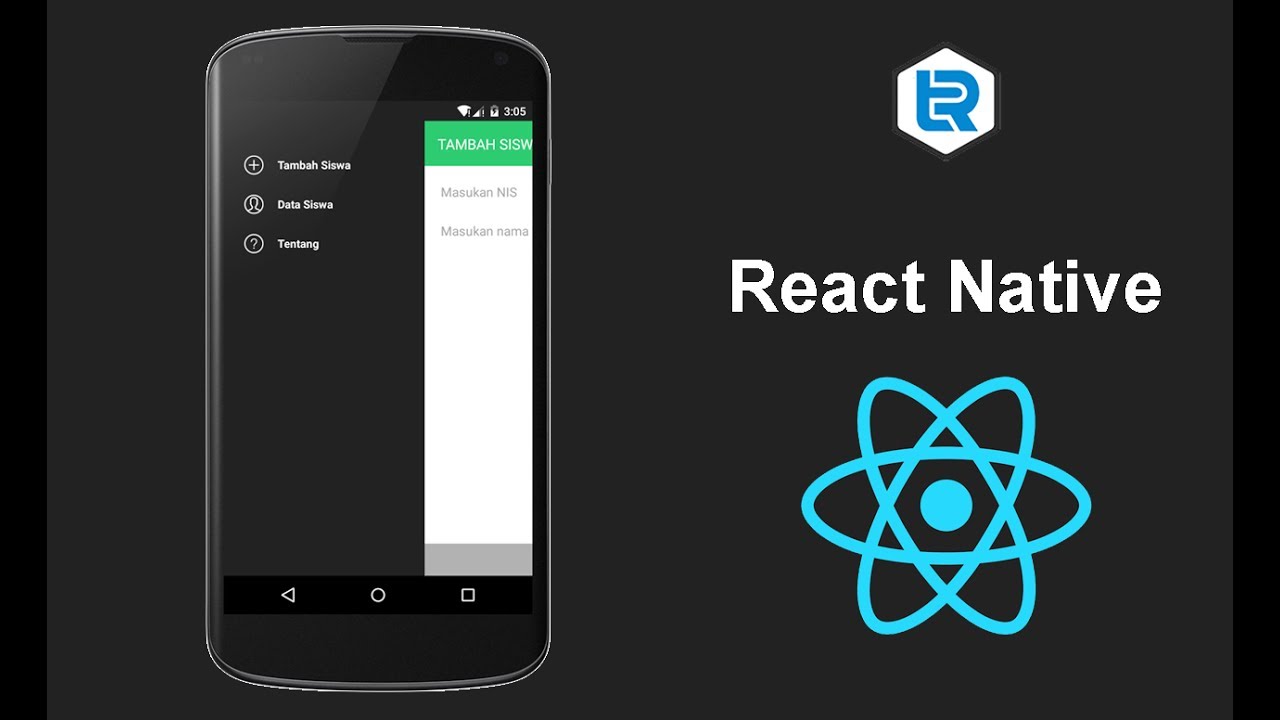 3:05
TAMBAH SISW
Tambah Siswa
Masukan NIS
Data Siswa
Masukan nama
Tentang
React Native